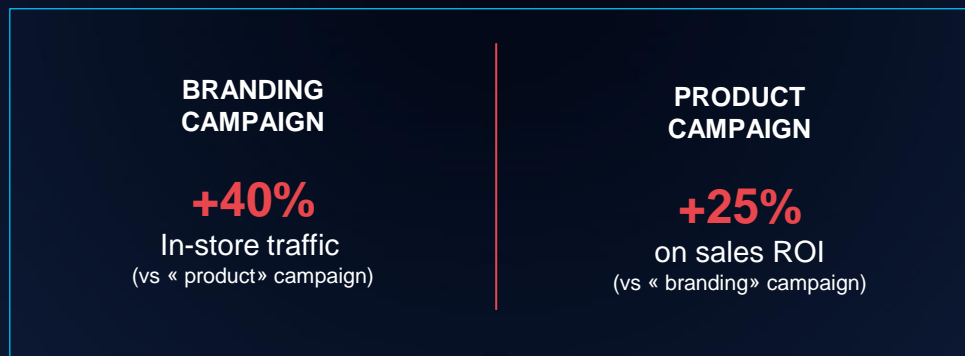 BRANDING
CAMPAIGN
+40%
In-store traffic
(vs « product» campaign)
PRODUCT
CAMPAIGN
+25%
on sales ROI
(vs « branding» campaign)